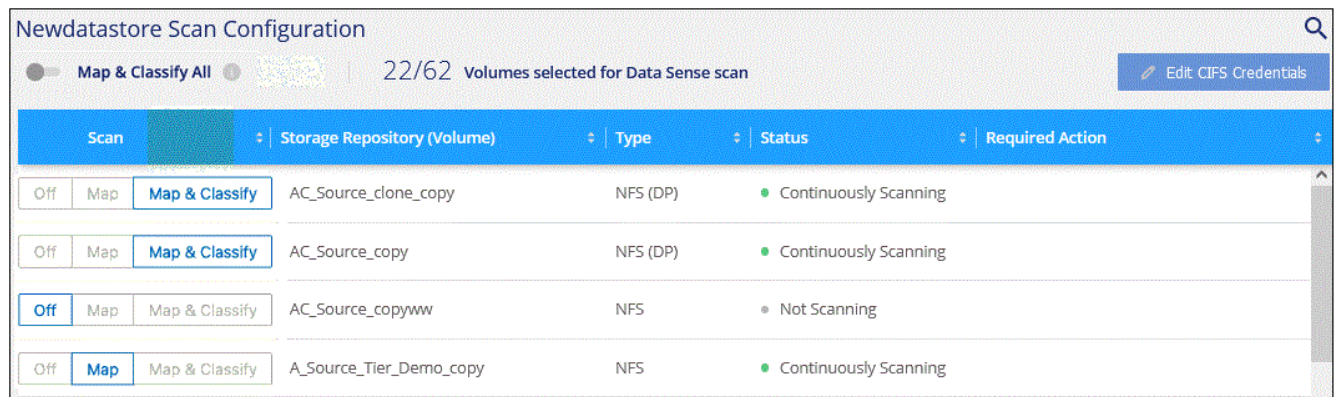 Newdatastore Scan Configuration
Map & Classify All 22/62 Volumes selected for Data Sense scan Edit CIFS Credentials
Scan Storage Repository (Volume) Type Status Required Action
Off Map Map & Classify AC_Source_clone_copy NFS (DP) Continuously Scanning
Off Map Map & Classify AC_Source_copy NFS (DP) Continuously Scanning
Off Map Map & Classify AC_Source_copyww NFS Not Scanning
Off Map Map & Classify A_Source_Tier_Demo_copy NFS Continuously Scanning